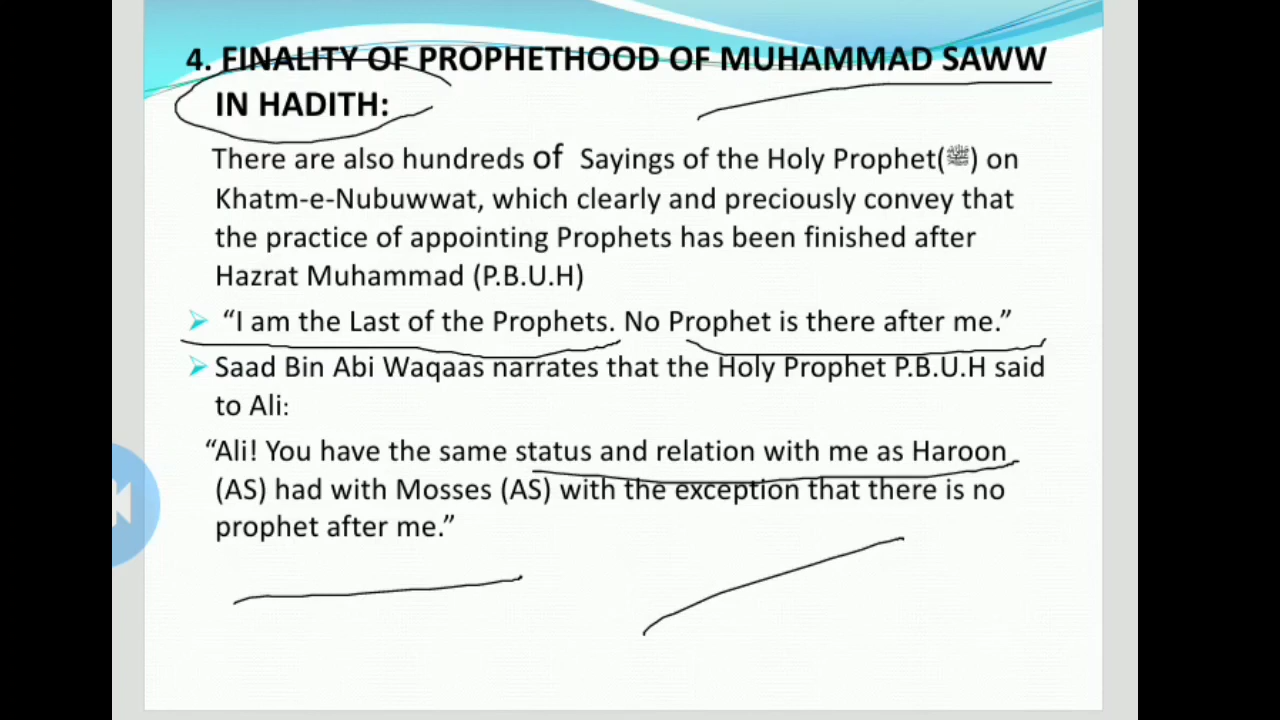 4. FINALITY OF PROPHETHOOD OF MUHAMMAD SAWW
IN HADITH:
There are also hundreds of Sayings of the Holy Prophet(ﷺ) on
Khatm-e-Nubuwwat, which clearly and preciously convey that
the practice of appointing Prophets has been finished after
Hazrat Muhammad (P.B.U.H)
➢ “I am the Last of the Prophets. No Prophet is there after me.”
➢ Saad Bin Abi Waqaas narrates that the Holy Prophet P.B.U.H said
to Ali:
“Ali! You have the same status and relation with me as Haroon
(AS) had with Mosses (AS) with the exception that there is no
prophet after me.”